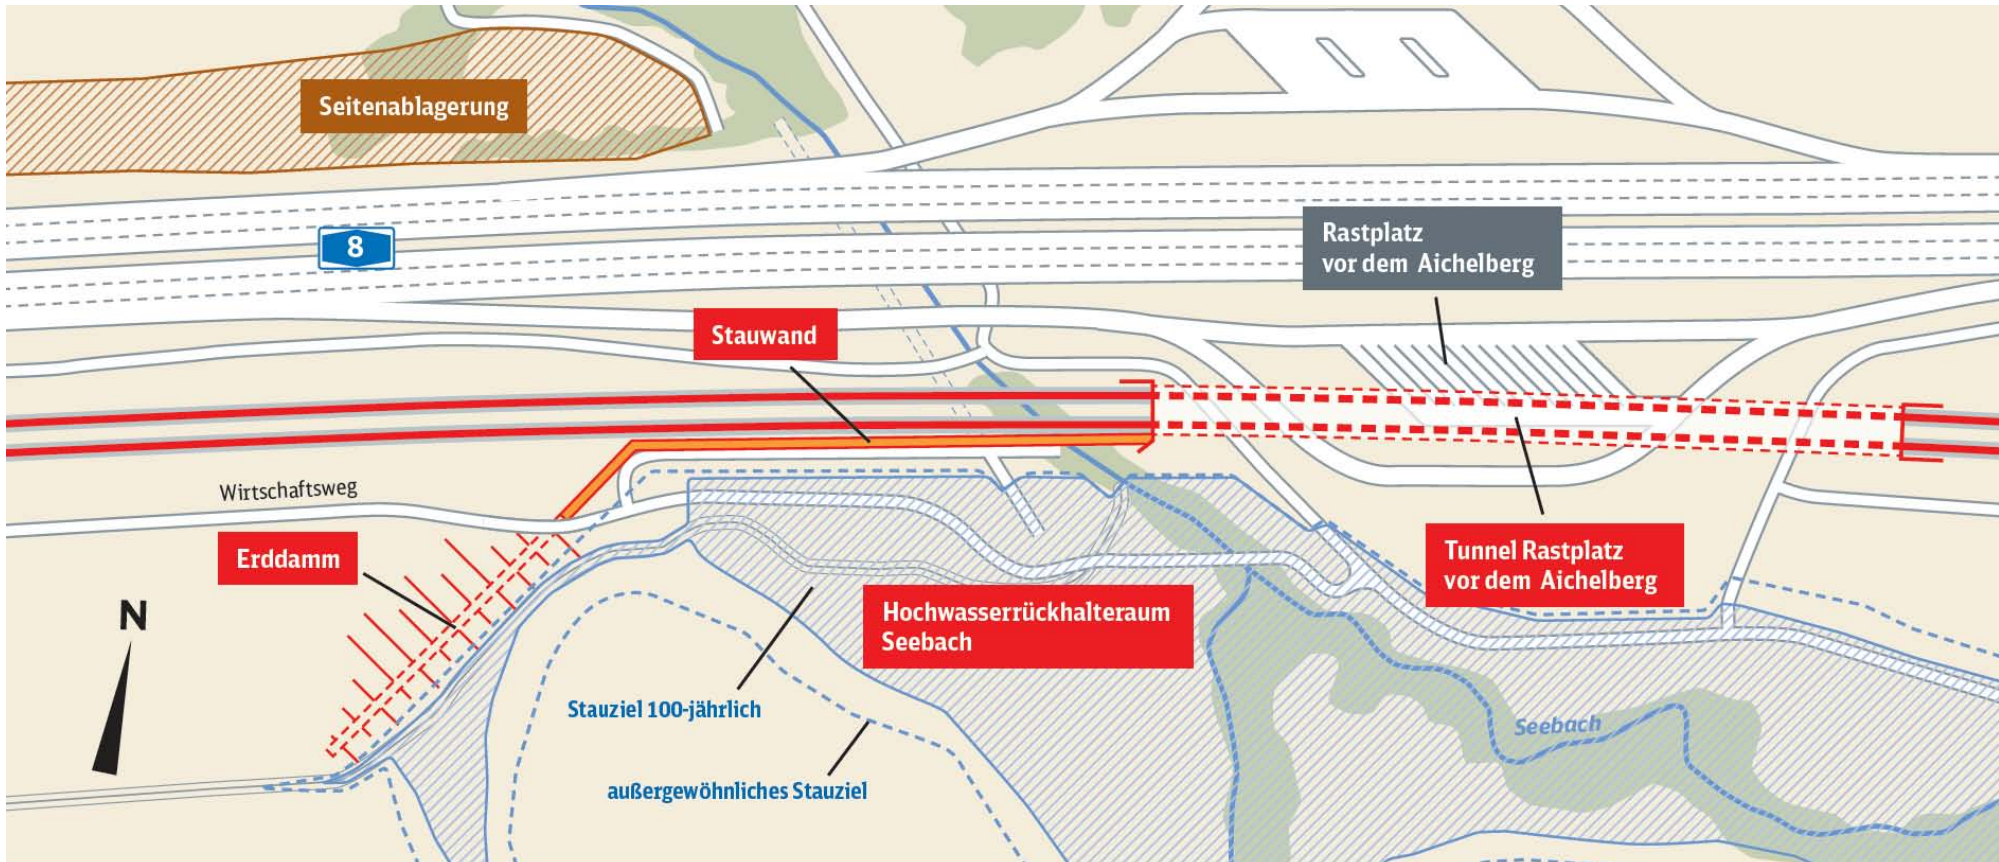 Seitenablagerung
Rastplatz
vor dem Aichelberg
8
Stauwand
Wirtschaftsweg
Erddamm
Tunnel Rastplatz
vor dem Aichelberg
N
Hochwasserrückhalteraum
Seebach
Stauziel 100-jährlich
Seebach
außergewöhnliches Stauziel